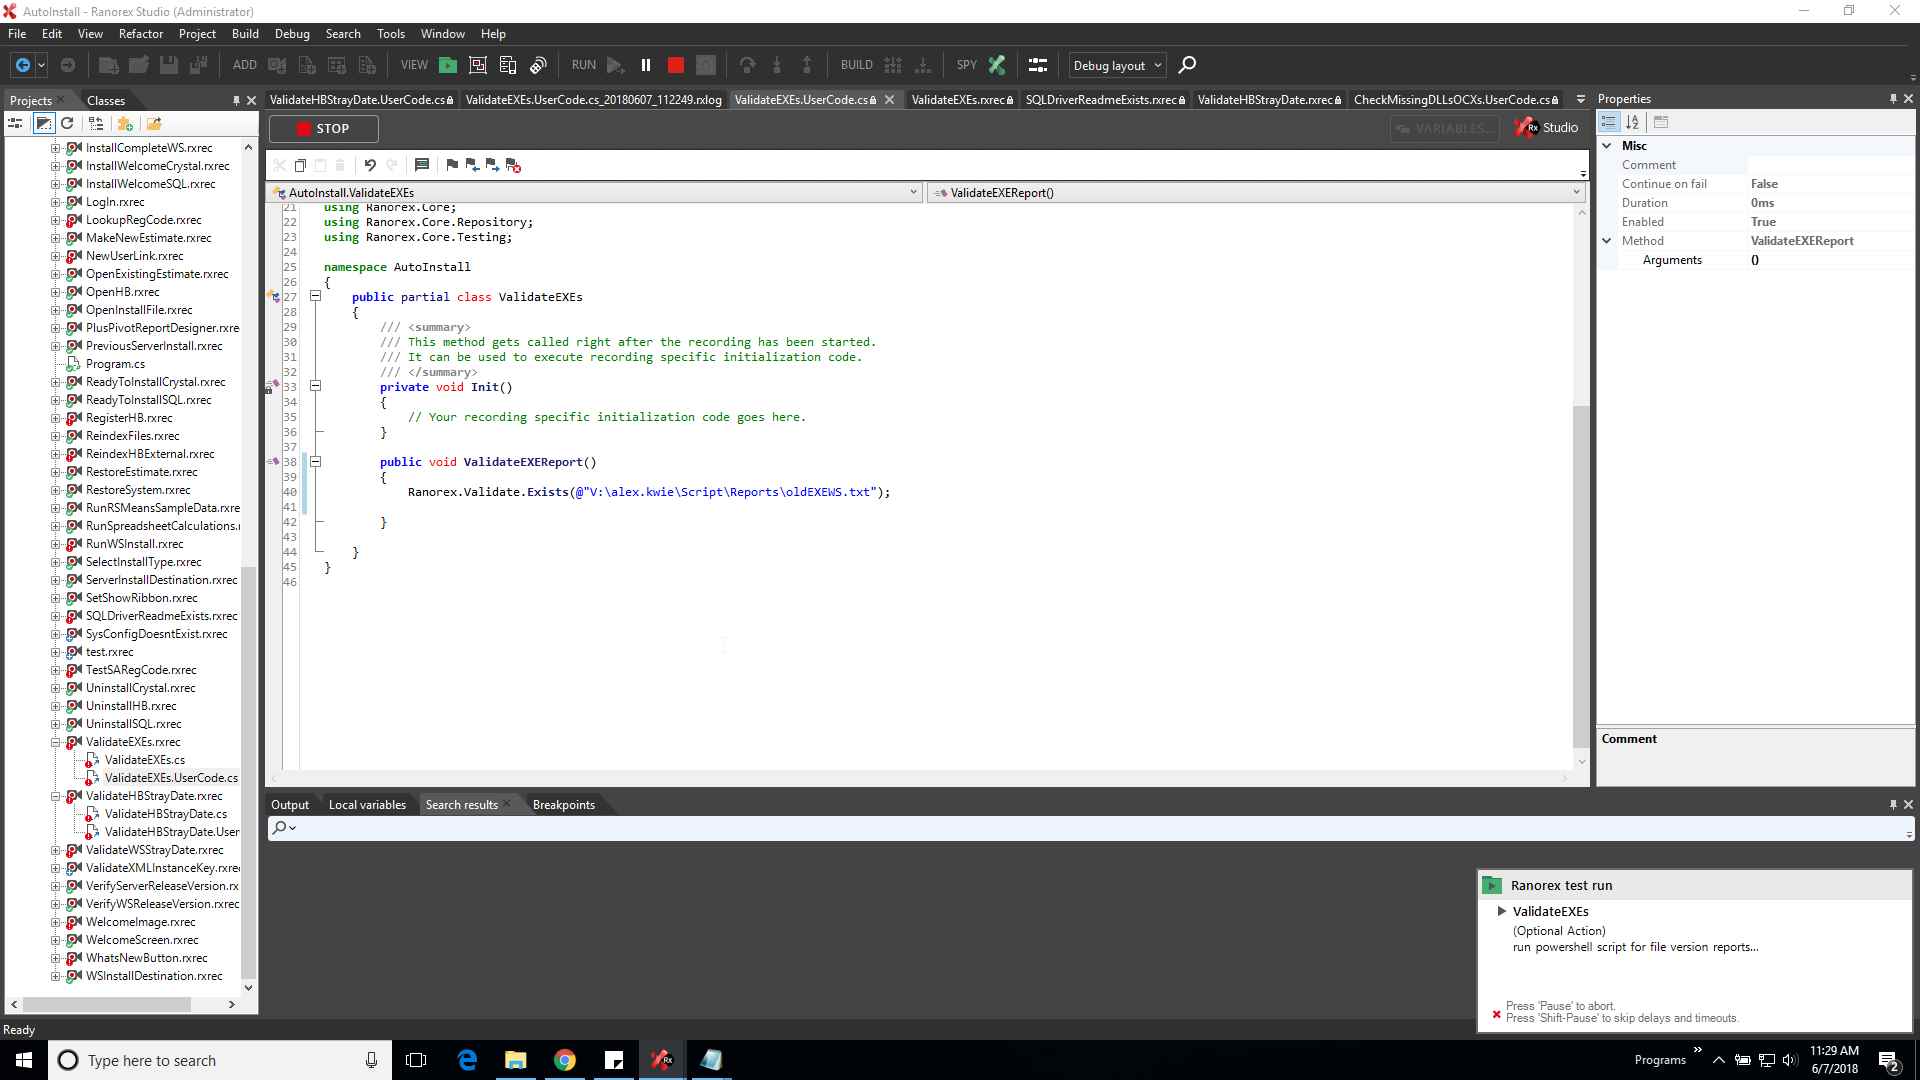 AutoInstall - Ranorex Studio (Administrator)
File Edit View Refactor Project Build Debug Search Tools Window Help
ADD VIEW RUN BUILD SPY Debug layout
Projects Classes
ValidateHBStrayDate.UserCode.cs ValidateEXEs.UserCode.cs_20180607_112249.rxlog ValidateEXEs.UserCode.cs ValidateEXEs.rxrec SQLDriverReadmeExists.rxrec ValidateHBStrayDate.rxrec CheckMissingDLLsOCXs.UserCode.cs
STOP
VARIABLES...
Rx Studio
AutoInstall.ValidateEXEs
ValidateEXEReport()
InstallCompleteWS.rxrec
InstallWelcomeCrystal.rxrec
InstallWelcomeSQL.rxrec
LogIn.rxrec
LookupRegCode.rxrec
MakeNewEstimate.rxrec
NewUserLink.rxrec
OpenExistingEstimate.rxrec
OpenHB.rxrec
OpenInstallFile.rxrec
PlusPivotReportDesigner.rxre
PreviousServerInstall.rxrec
Program.cs
ReadyToInstallCrystal.rxrec
ReadyToInstallSQL.rxrec
RegisterHB.rxrec
ReindexFiles.rxrec
ReindexHBExternal.rxrec
RestoreEstimate.rxrec
RestoreSystem.rxrec
RunRSMeansSampleData.rxre
RunSpreadsheetCalculations.
RunWSInstall.rxrec
SelectInstallType.rxrec
ServerInstallDestination.rxrec
SetShowRibbon.rxrec
SQLDriverReadmeExists.rxrec
SysConfigDoesntExist.rxrec
test.rxrec
TestSARegCode.rxrec
UninstallCrystal.rxrec
UninstallHB.rxrec
UninstallSQL.rxrec
ValidateEXEs.rxrec
ValidateEXEs.cs
ValidateEXEs.UserCode.cs
ValidateHBStrayDate.rxrec
ValidateHBStrayDate.cs
ValidateHBStrayDate.User
ValidateWSStrayDate.rxrec
ValidateXMLInstanceKey.rxre
VerifyServerReleaseVersion.rx
VerifyWSReleaseVersion.rxrec
WelcomeImage.rxrec
WelcomeScreen.rxrec
WhatsNewButton.rxrec
WSInstallDestination.rxrec
21 using Ranorex.Core;
22 using Ranorex.Core.Repository;
23 using Ranorex.Core.Testing;
24
25 namespace AutoInstall
26 {
27 public partial class ValidateEXEs
28 {
29 /// <summary>
30 /// This method gets called right after the recording has been started.
31 /// It can be used to execute recording specific initialization code.
32 /// </summary>
33 private void Init()
34 {
35 // Your recording specific initialization code goes here.
36 }
37
38 public void ValidateEXEReport()
39 {
40 Ranorex.Validate.Exists(@"V:\alex.kwie\Script\Reports\oldEXEWS.txt");
41
42 }
43
44 }
45 }
46
Properties
Misc
Comment
Continue on fail False
Duration 0ms
Enabled True
Method ValidateEXEReport
Arguments ()
Comment
Output Local variables Search results Breakpoints
Ranorex test run
ValidateEXEs
(Optional Action)
run powershell script for file version reports...
Press 'Pause' to abort.
Press 'Shift-Pause' to skip delays and timeouts.
Ready
Type here to search
Rx
Programs
11:29 AM
6/7/2018
2